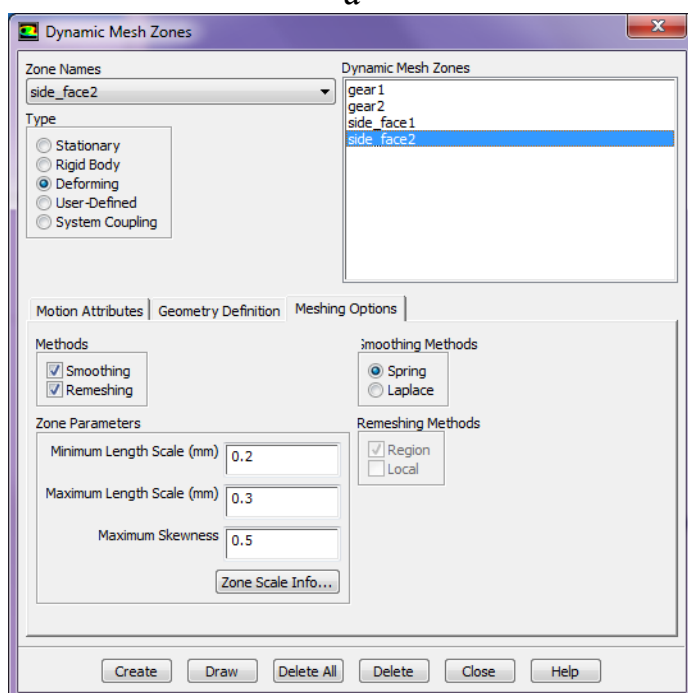 a
Dynamic Mesh Zones
X
Zone Names
side_face2
Type
Stationary
Rigid Body
Deforming
User-Defined
System Coupling
Dynamic Mesh Zones
gear1
gear2
side_face1
side_face2
Motion Attributes Geometry Definition Meshing Options
Methods
Smoothing
Remeshing
Smoothing Methods
Spring
Laplace
Zone Parameters
Minimum Length Scale (mm) 0.2
Maximum Length Scale (mm) 0.3
Maximum Skewness 0.5
Zone Scale Info...
Remeshing Methods
Region
Local
Create Draw Delete All Delete Close Help